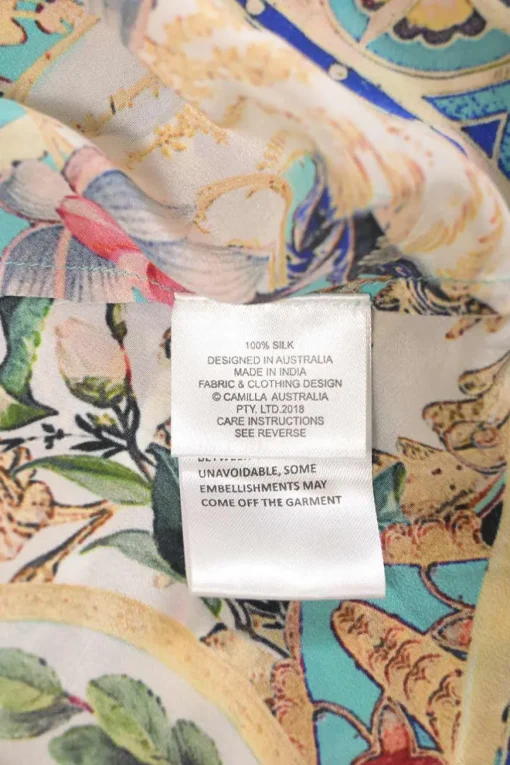 100% SILK
DESIGNED IN AUSTRALIA
MADE IN INDIA
FABRIC & CLOTHING DESIGN
© CAMILLA AUSTRALIA
PTY. LTD.2018
CARE INSTRUCTIONS
SEE REVERSE
UNAVOIDABLE, SOME
EMBELLISHMENTS MAY
COME OFF THE GARMENT